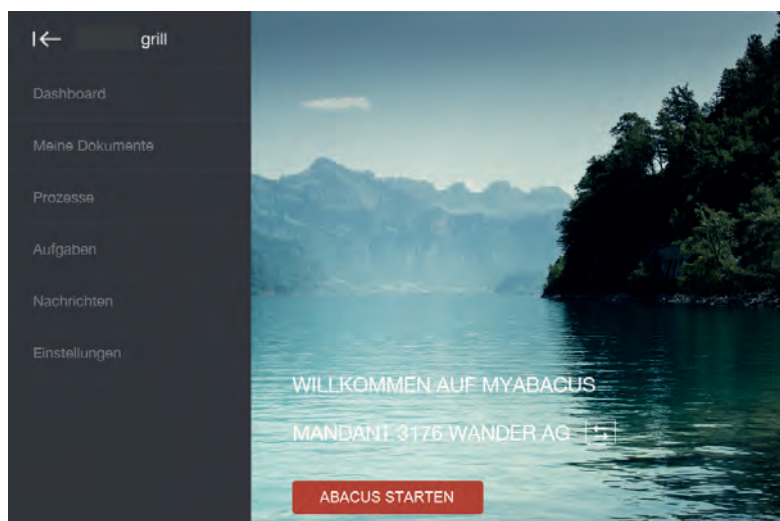 grill
Dashboard
Meine Dokumente
Prozesse
Aufgaben
Nachrichten
Einstellungen
WILLKOMMEN AUF MYABACUS
MANDANT 3176 WANDER AG
ABACUS STARTEN